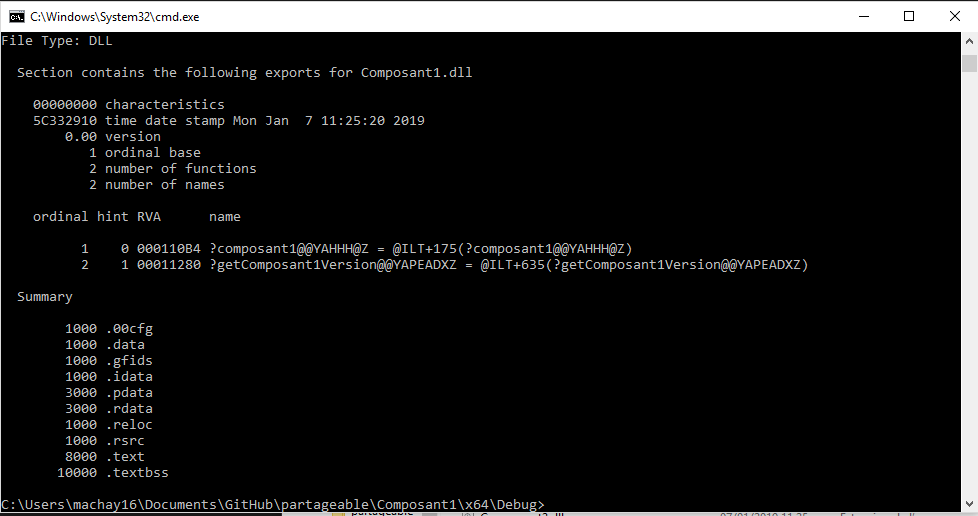 C:\Windows\System32\cmd.exe
File Type: DLL
Section contains the following exports for Composant1.dll
00000000 characteristics
5C332910 time date stamp Mon Jan  7 11:25:20 2019
0.00 version
1 ordinal base
2 number of functions
2 number of names
ordinal hint RVA      name
1    0 000110B4 ?composant1@@YAHHH@Z = @ILT+175(?composant1@@YAHHH@Z)
2    1 00011280 ?getComposant1Version@@YAPEADXZ = @ILT+635(?getComposant1Version@@YAPEADXZ)
Summary
1000 .00cfg
1000 .data
1000 .gfids
1000 .idata
3000 .pdata
3000 .rdata
1000 .reloc
1000 .rsrc
8000 .text
10000 .textbss
C:\Users\machay16\Documents\GitHub\partageable\Composant1\x64\Debug>